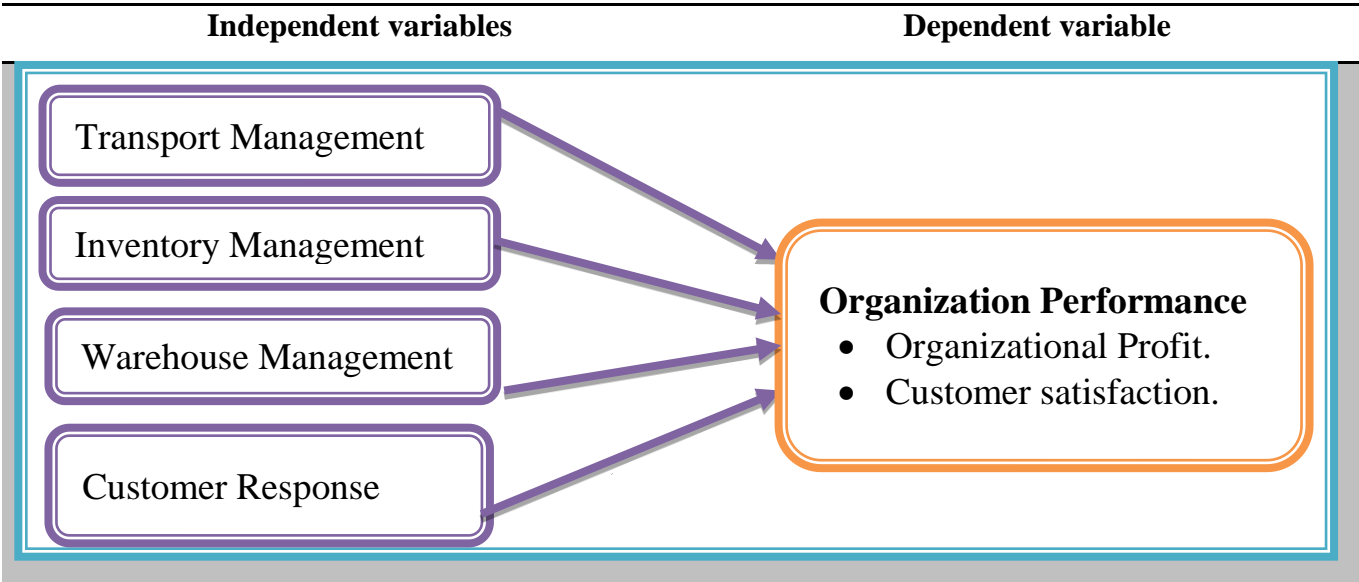 Independent variables
Dependent variable
Transport Management
Inventory Management
Warehouse Management
Customer Response
Organization Performance
• Organizational Profit.
• Customer satisfaction.